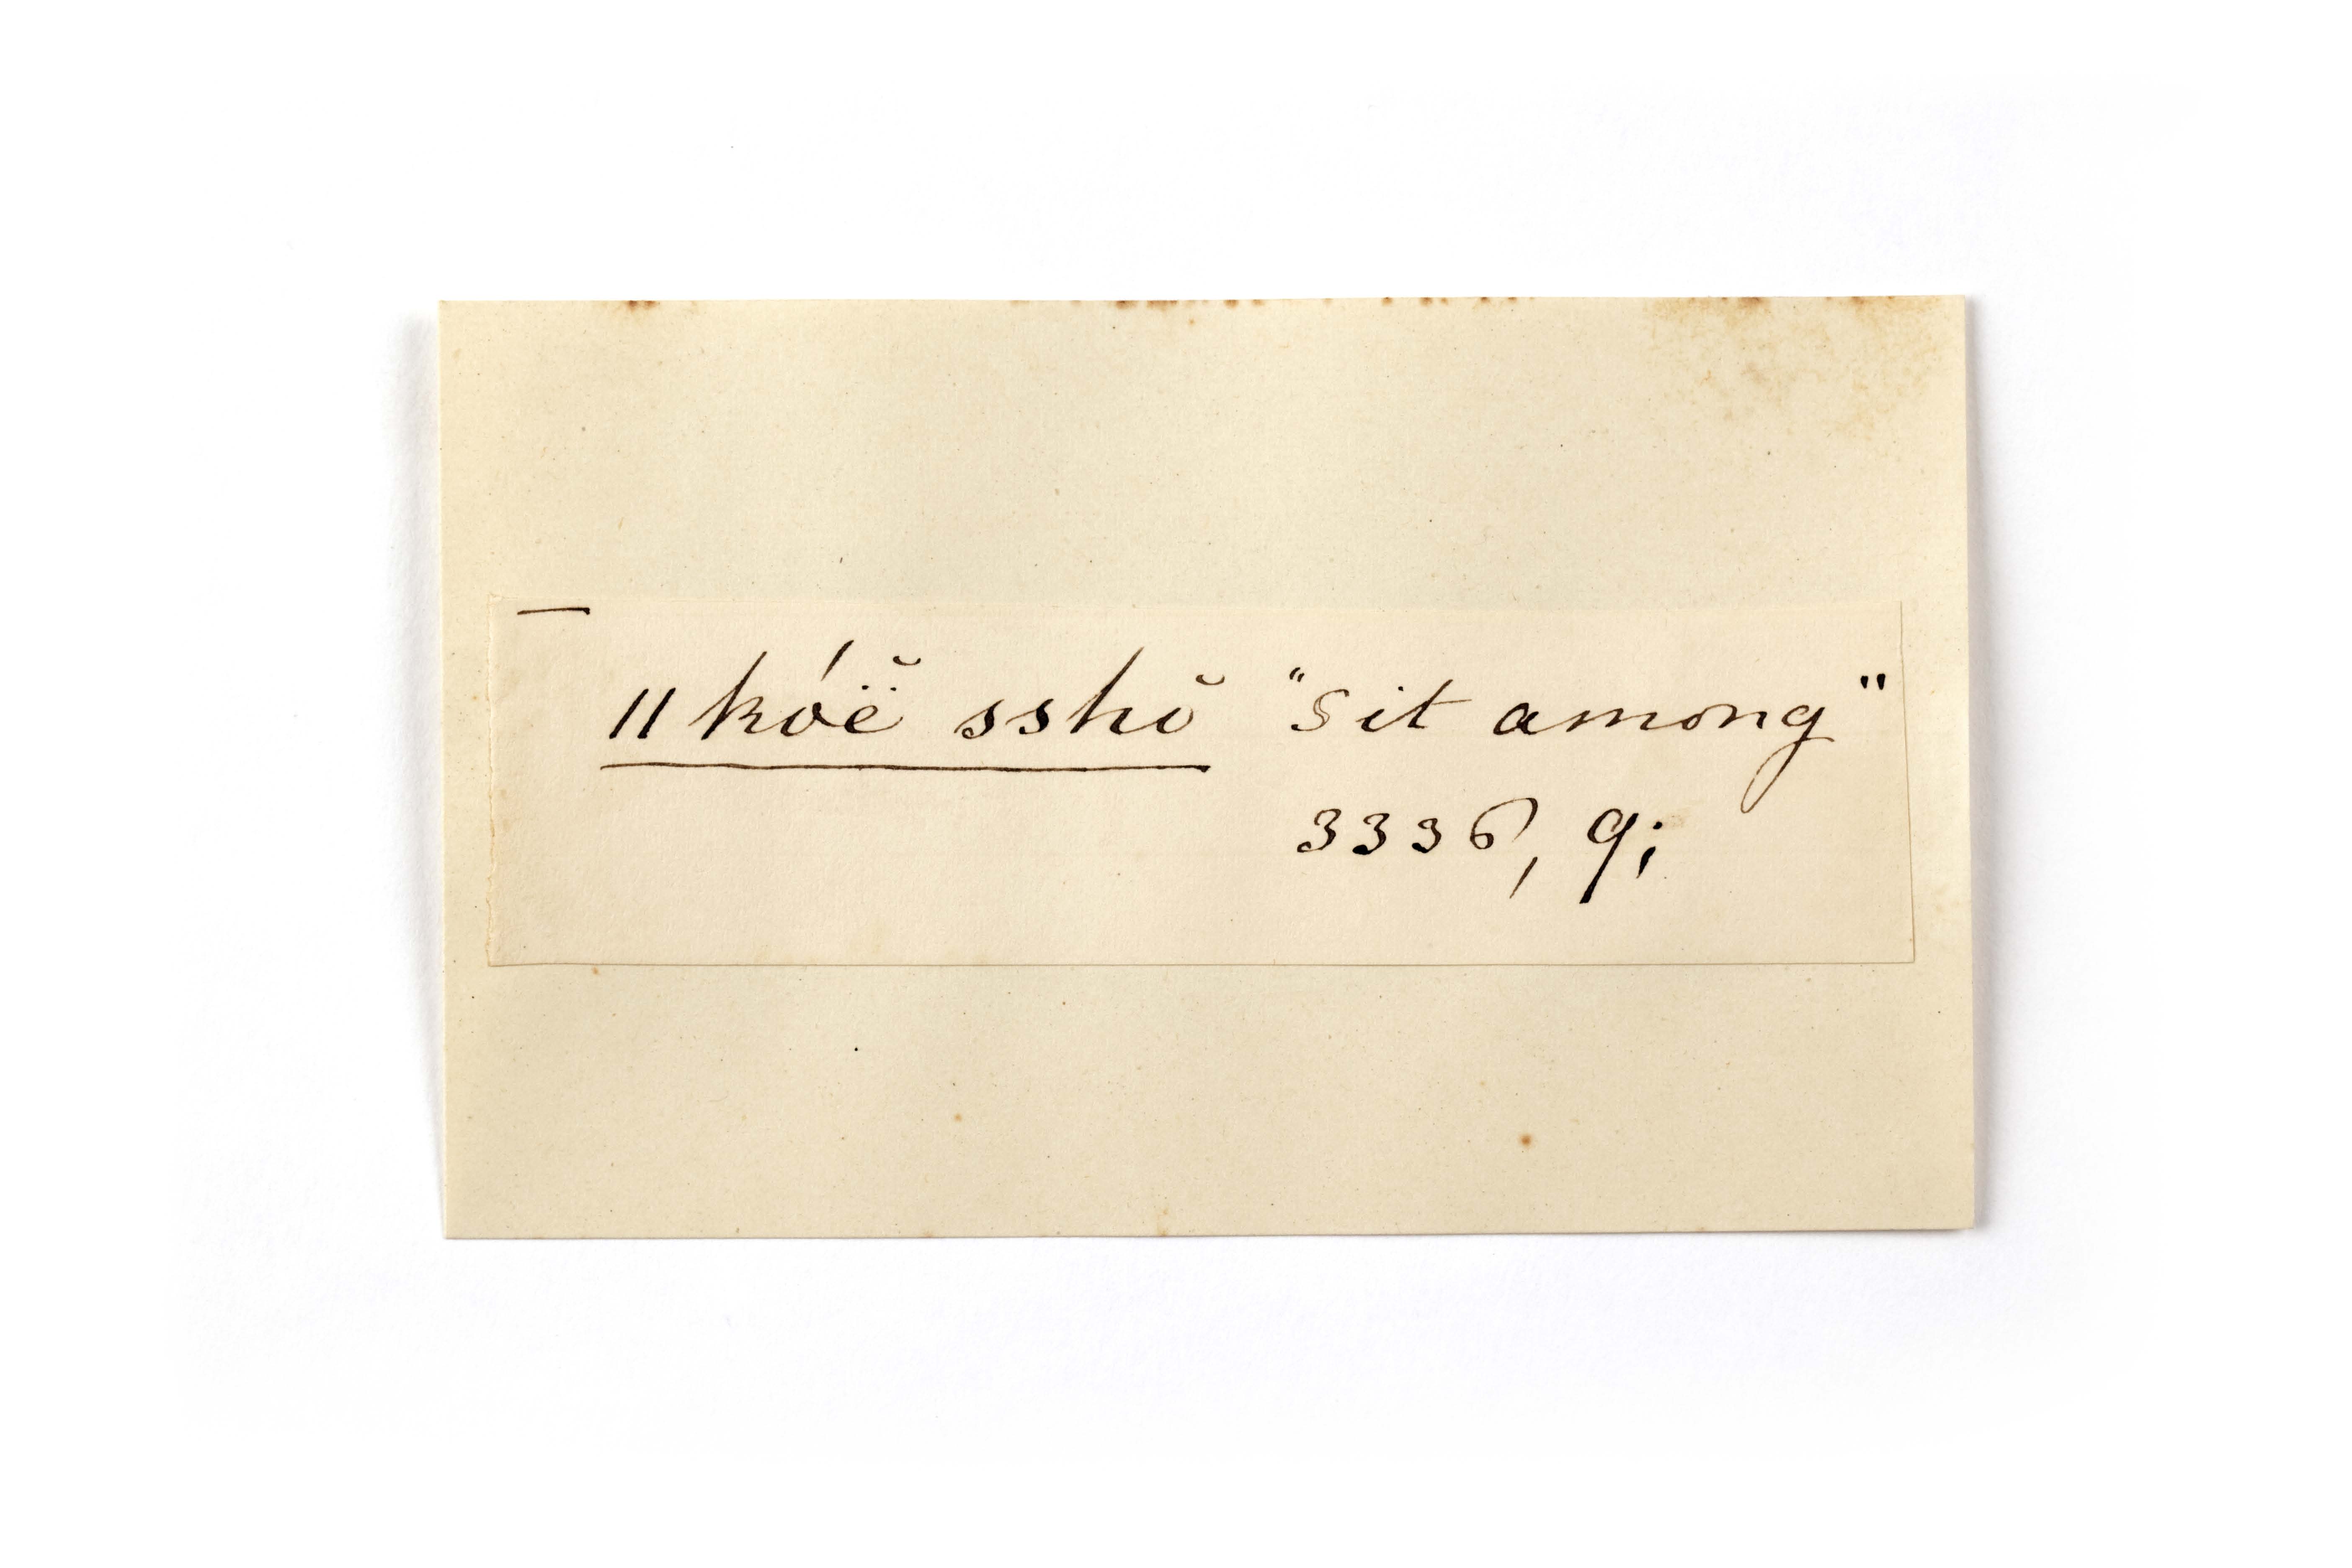 ‖kóë̆ sshŏ "sit among"
3336, 9;